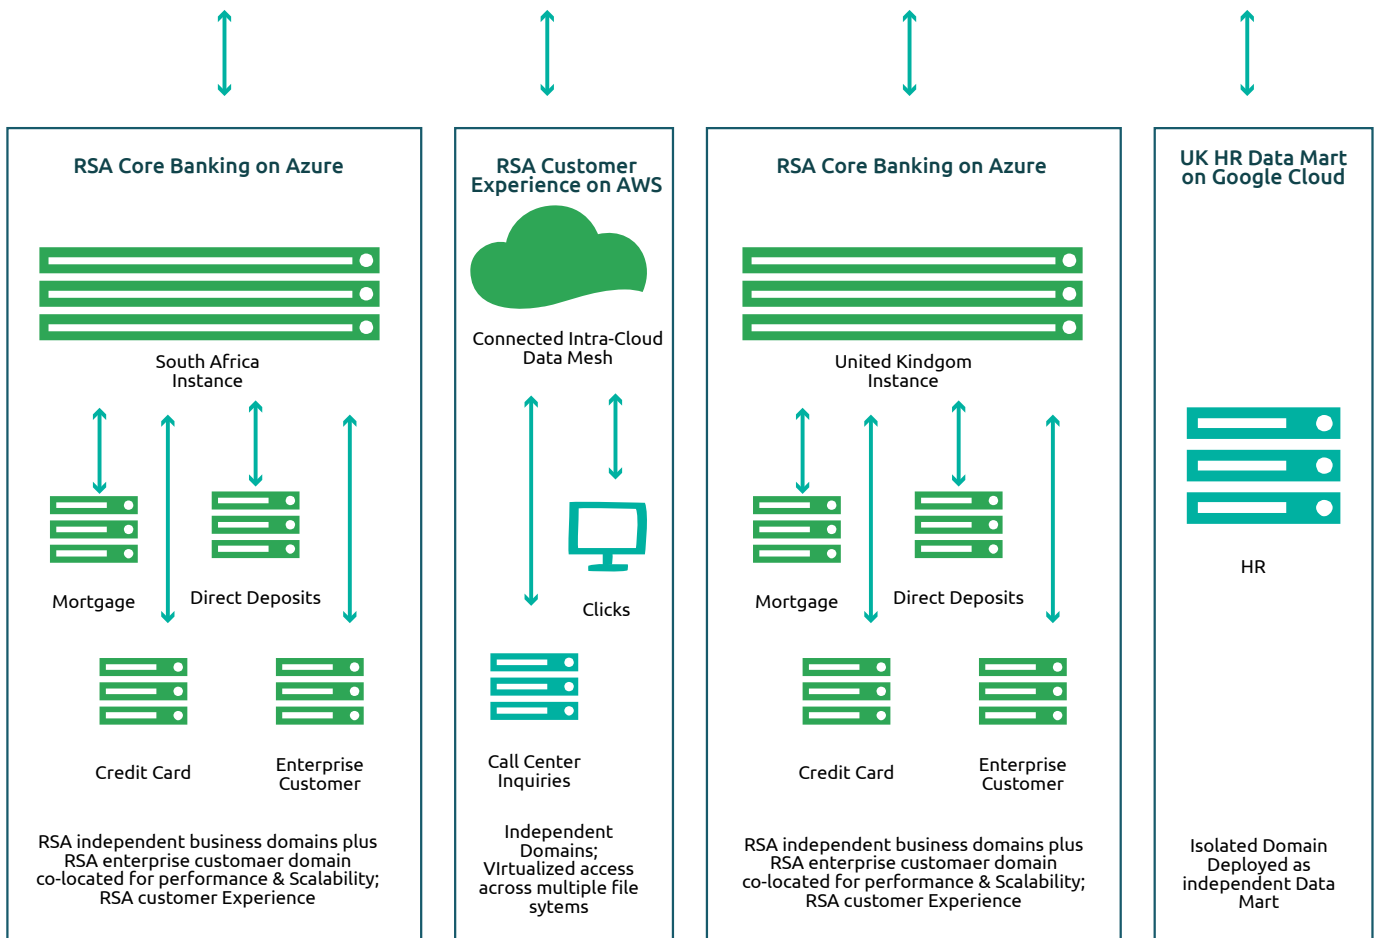 RSA Core Banking on Azure
South Africa
Instance
Mortgage
Direct Deposits
Credit Card
Enterprise
Customer
RSA independent business domains plus
RSA enterprise customaer domain
co-located for performance & Scalability;
RSA customer Experience
RSA Customer
Experience on AWS
Connected Intra-Cloud
Data Mesh
Clicks
Call Center
Inquiries
Independent
Domains;
VIrtualized access
across multiple file
sytems
RSA Core Banking on Azure
United Kindgom
Instance
Mortgage
Direct Deposits
Credit Card
Enterprise
Customer
RSA independent business domains plus
RSA enterprise customaer domain
co-located for performance & Scalability;
RSA customer Experience
UK HR Data Mart
on Google Cloud
HR
Isolated Domain
Deployed as
independent Data
Mart